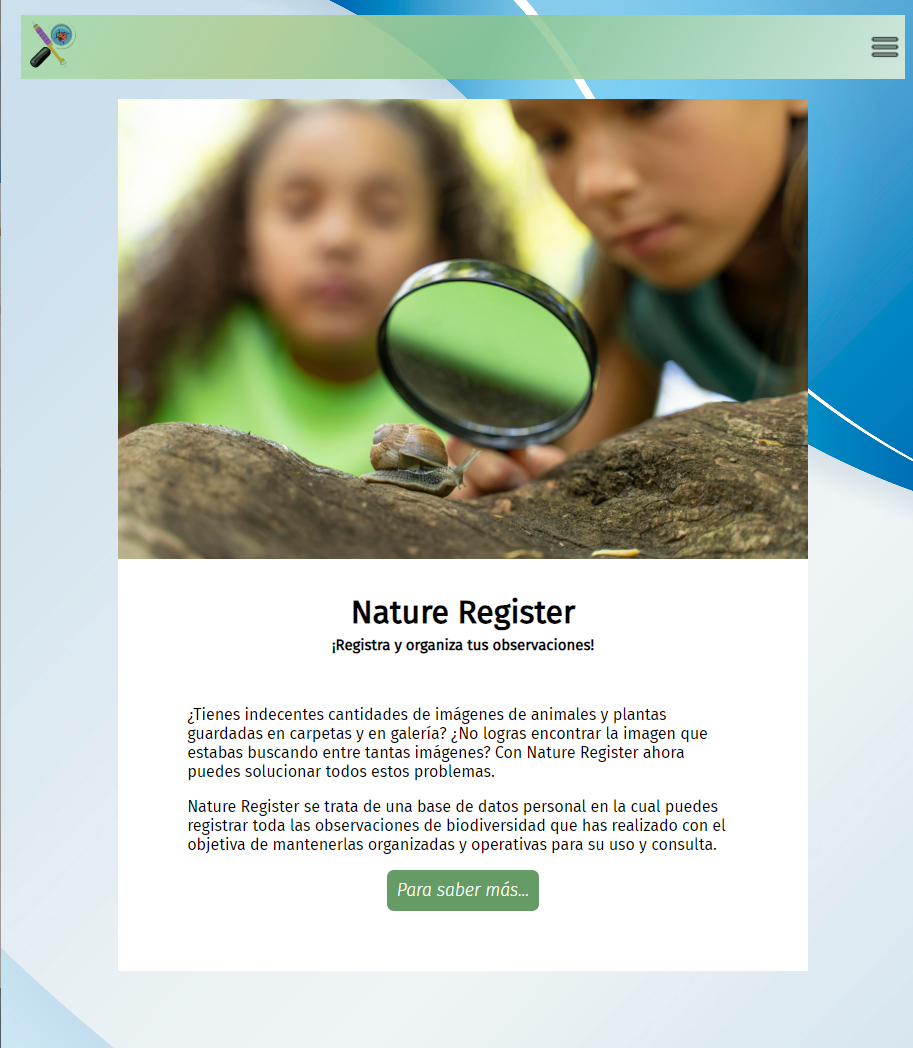 Nature Register
¡Registra y organiza tus observaciones!
¿Tienes indecentes cantidades de imágenes de animales y plantas
guardadas en carpetas y en galería? ¿No logras encontrar la imagen que
estabas buscando entre tantas imágenes? Con Nature Register ahora
puedes solucionar todos estos problemas.
Nature Register se trata de una base de datos personal en la cual puedes
registrar toda las observaciones de biodiversidad que has realizado con el
objetiva de mantenerlas organizadas y operativas para su uso y consulta.
Para saber más...